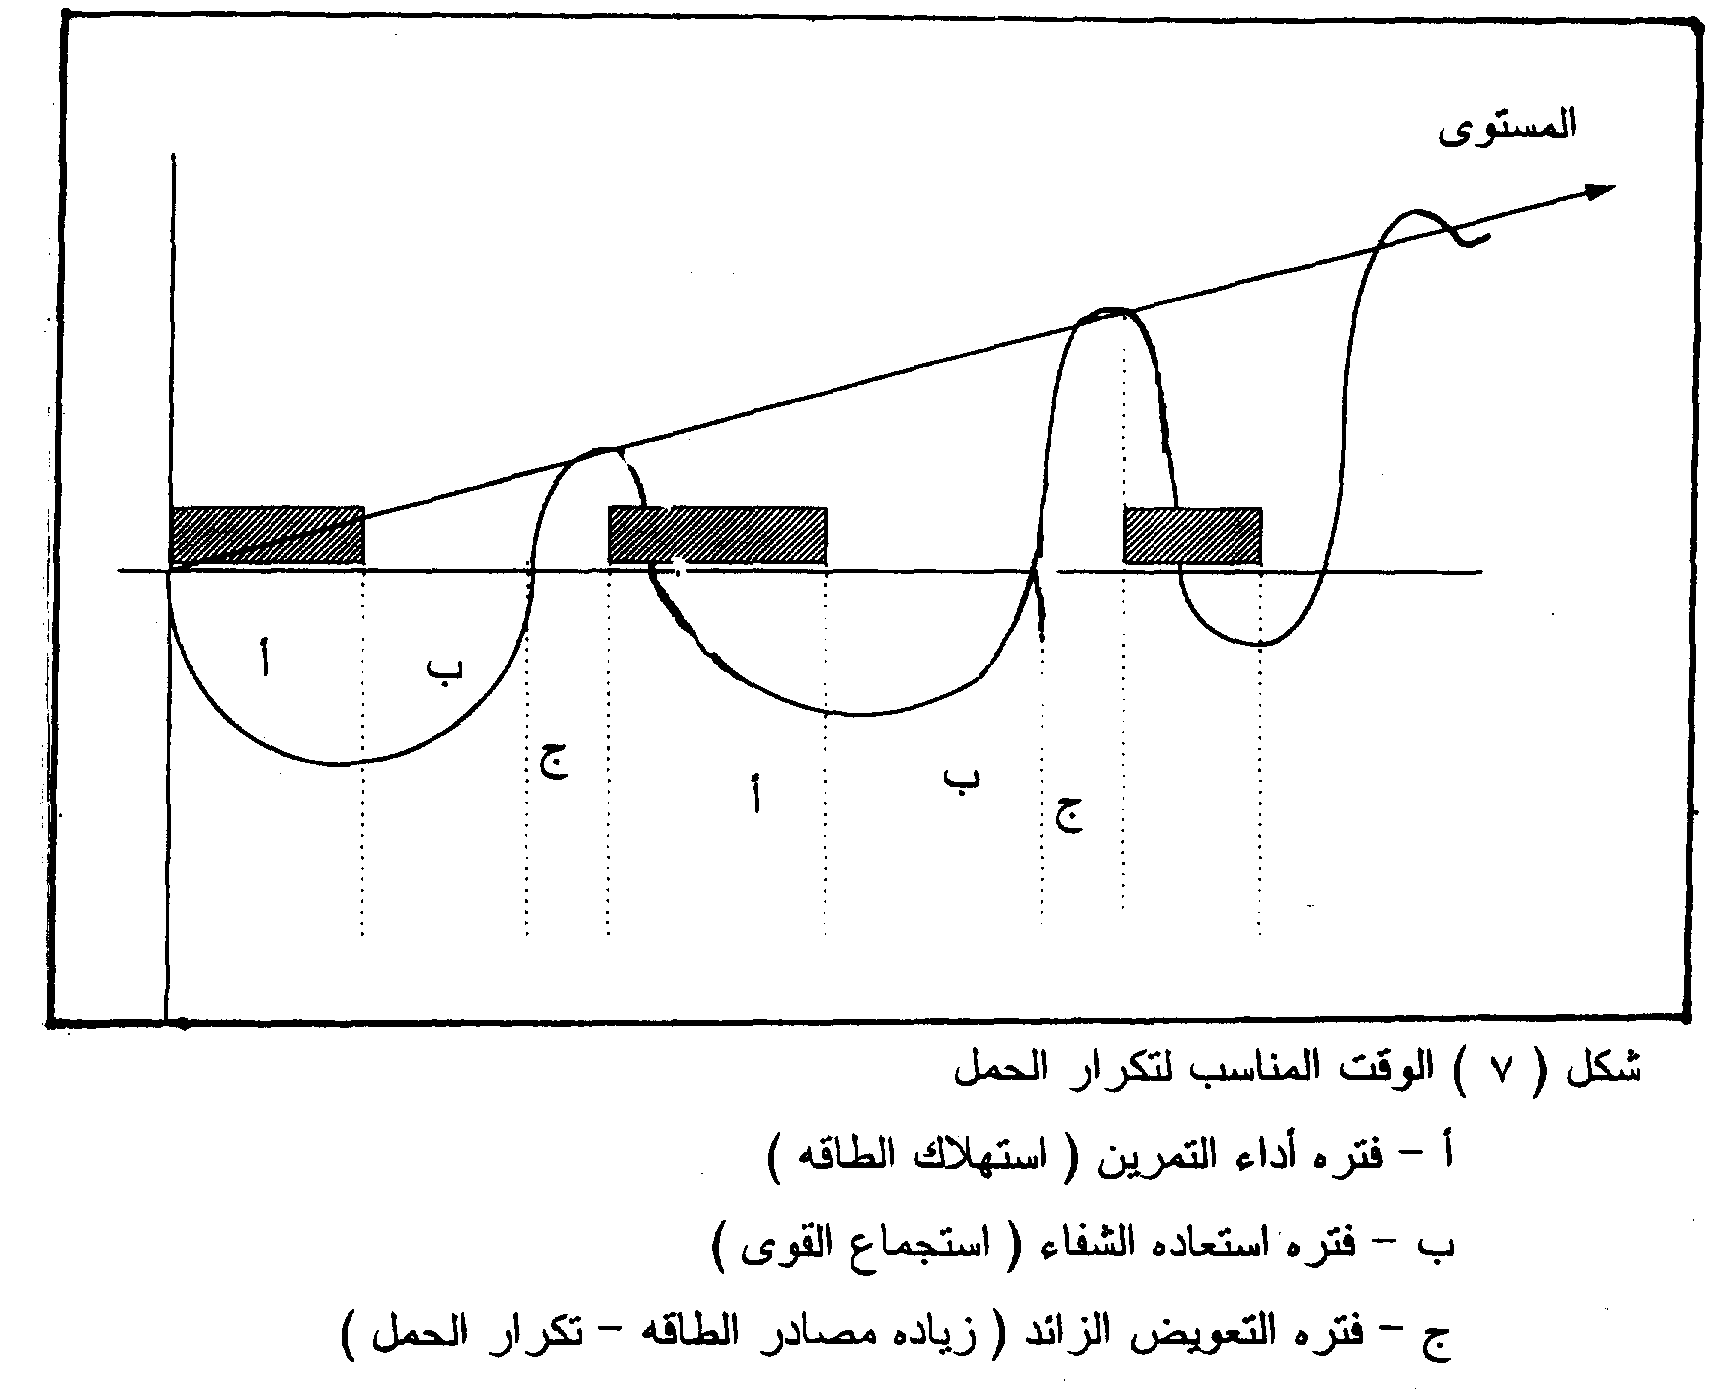 المستوى
أ
ب
ج
أ
ب
ج
شكل ( ٧ ) الوقت المناسب لتكرار الحمل
أ - فتره أداء التمرين ( استهلاك الطاقه )
ب - فتره استعاده الشفاء ( استجماع القوى )
ج - فتره التعويض الزائد ( زياده مصادر الطاقه - تكرار الحمل )